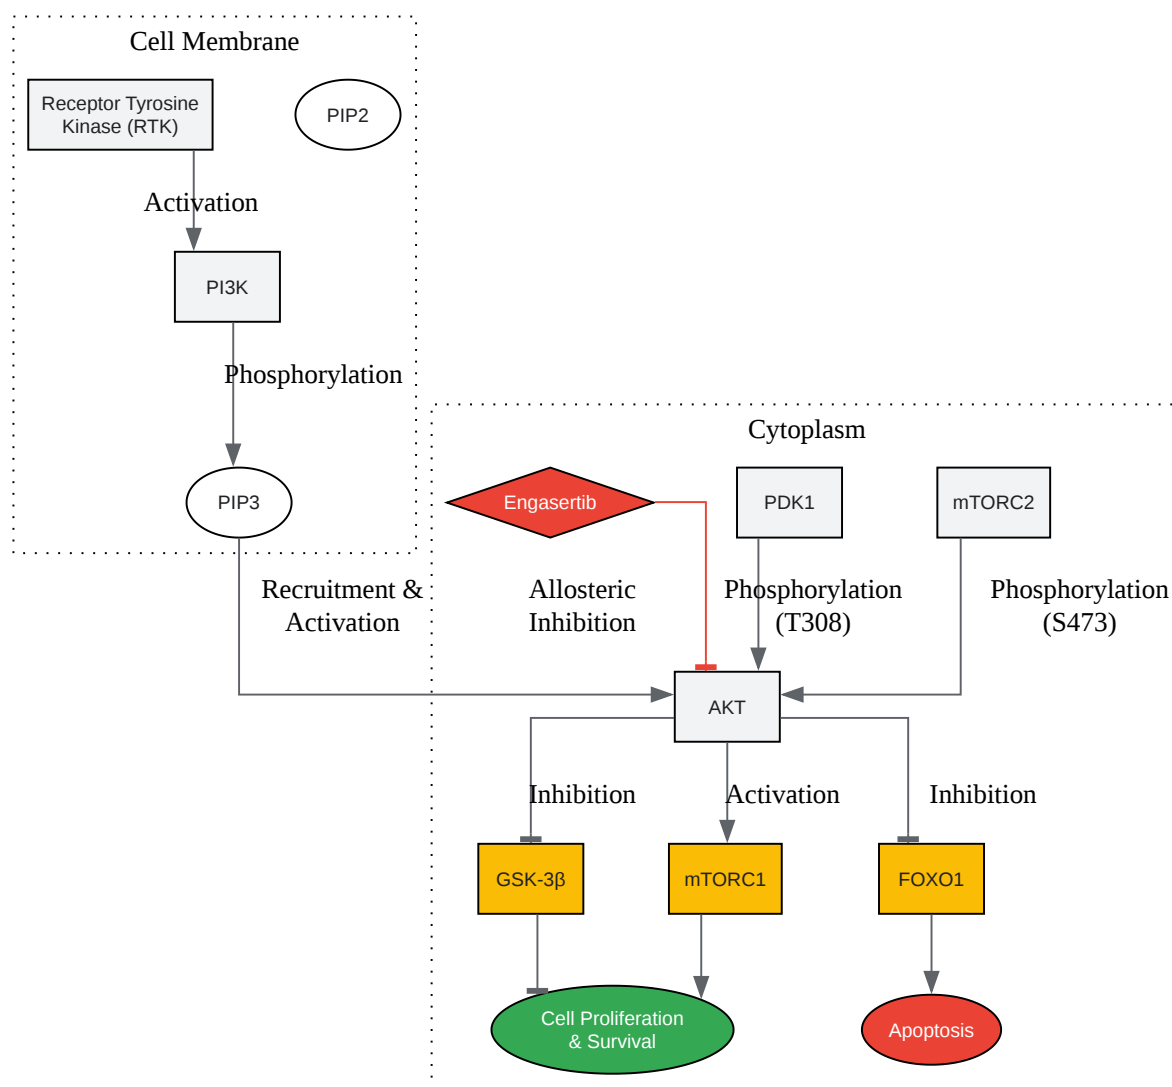 Cell Membrane
Receptor Tyrosine
Kinase (RTK)
PIP2
Activation
PI3K
Phosphorylation
PIP3
Cytoplasm
Engasertib
PDK1
mTORC2
Recruitment &
Activation
Allosteric
Inhibition
Phosphorylation
(T308)
Phosphorylation
(S473)
AKT
Inhibition
Activation
Inhibition
GSK-3β
mTORC1
FOXO1
Cell Proliferation
& Survival
Apoptosis